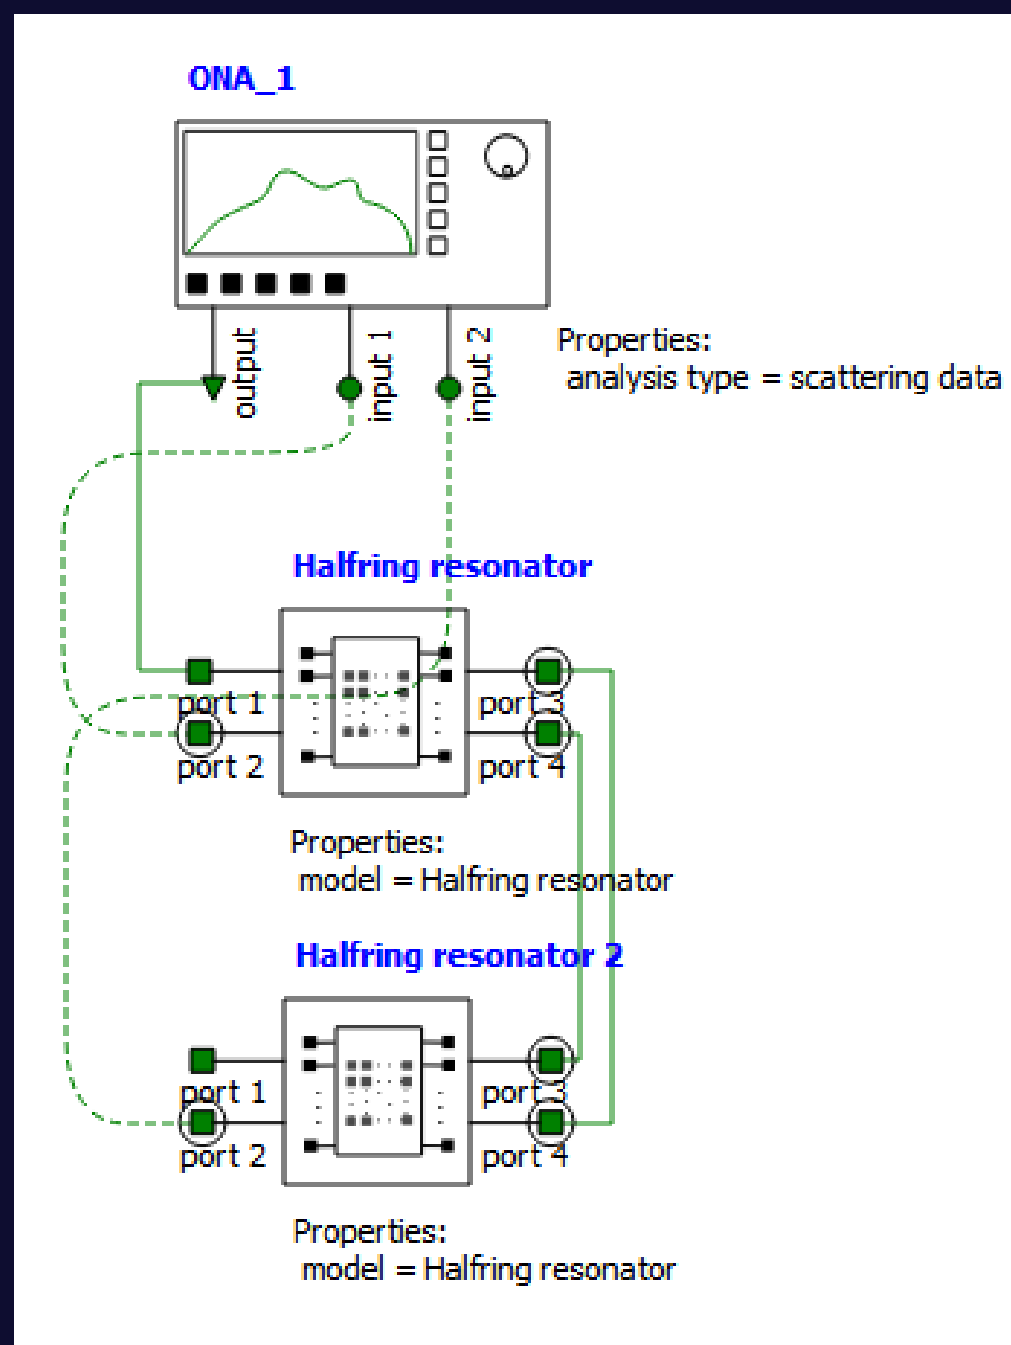 ONA_1
output
input 1
input 2
Properties:
analysis type = scattering data
Halfring resonator
port 1
port
port 2
port 4
Properties:
model = Halfring resonator
Halfring resonator 2
port 1
port
port 2
port 4
Properties:
model = Halfring resonator